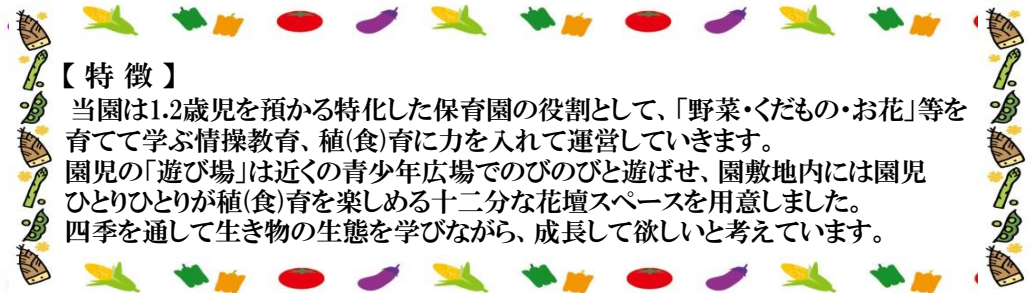 【 特 徴 】
当園は1.2歳児を預かる特化した保育園の役割として、「野菜・くだもの・お花」等を
育てて学ぶ情操教育、植(食)育に力を入れて運営していきます。
園児の「遊び場」は近くの青少年広場でのびのびと遊ばせ、園敷地内には園児
ひとりひとりが植(食)育を楽しめる十二分な花壇スペースを用意しました。
四季を通して生き物の生態を学びながら、成長して欲しいと考えています。